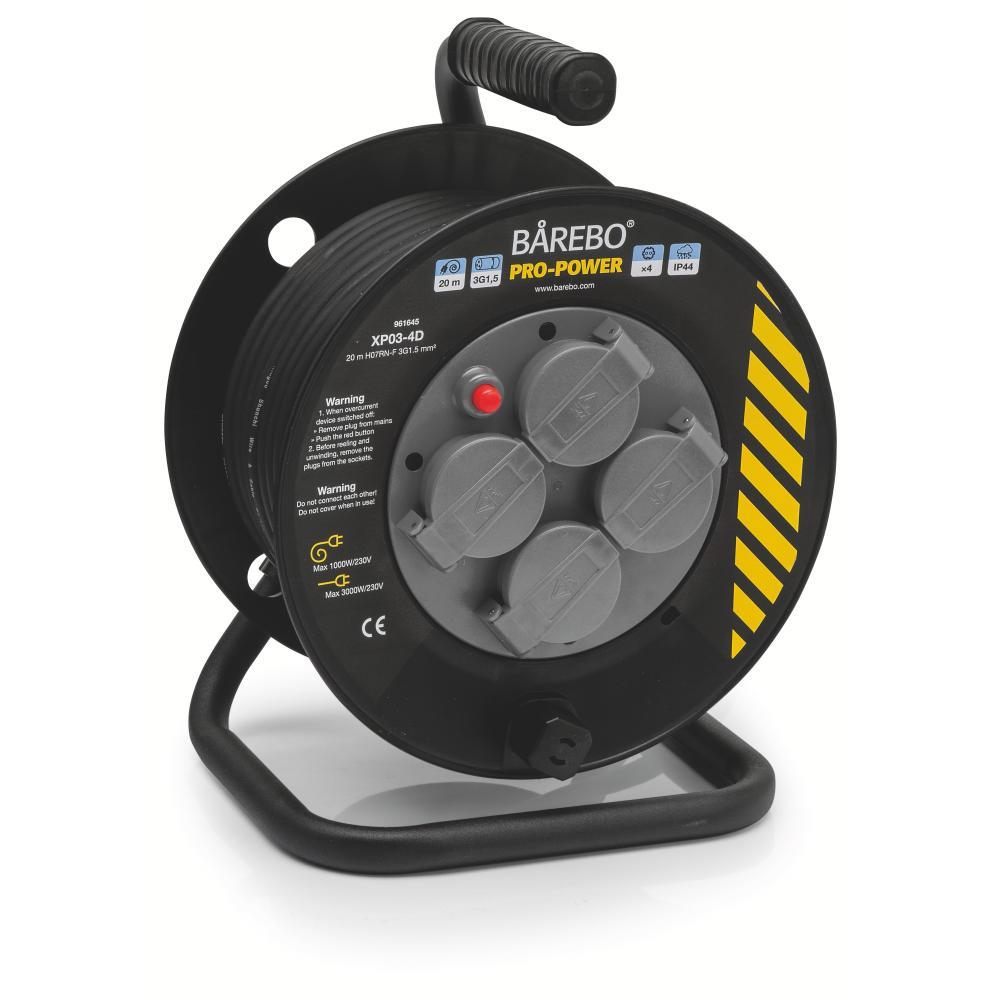 BÅREBO®
PRO-POWER
www.barebo.com
20 m
3G1,5
x4
IP44
961645
XP03-4D
20 m H07RN-F 3G1.5 mm²
Warning
1. When overcurrent
device switched off:
» Remove plug from mains
» Push the red button
2. Before reeling and
unwinding, remove the
plugs from the sockets.
Warning
Do not connect each other!
Do not cover when in use!
Max 1000W/230V
Max 3000W/230V
CE